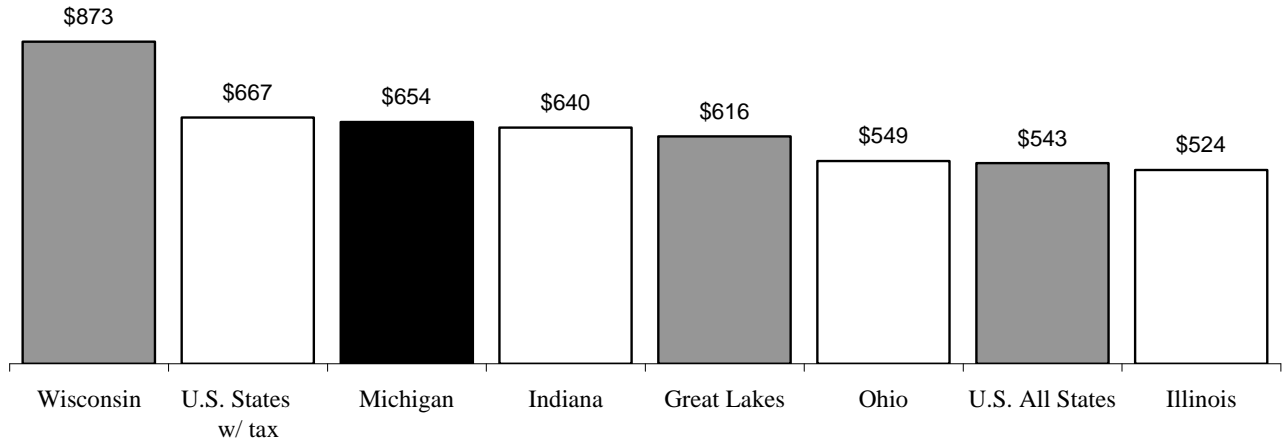 $873
$667
$654
$640
$616
$549
$543
$524
Wisconsin
U.S. States
w/ tax
Michigan
Indiana
Great Lakes
Ohio
U.S. All States
Illinois